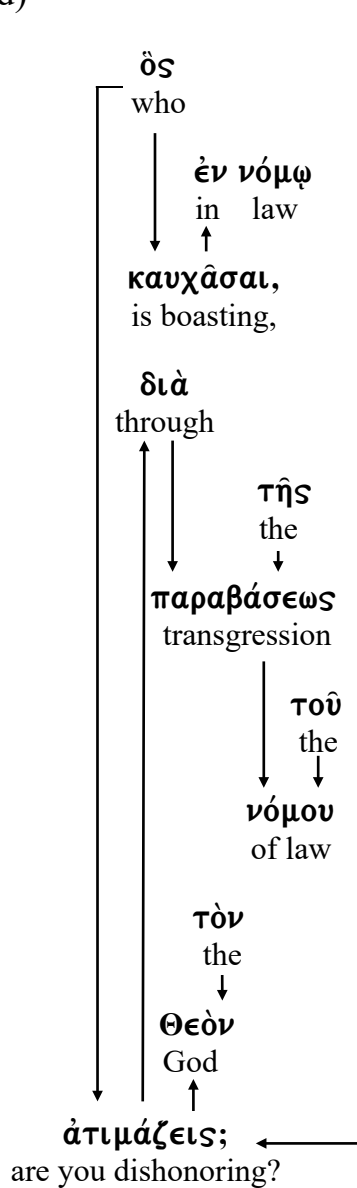 d)
ὃς
who
ἐν νόμῳ
in law
καυχᾶσαι,
is boasting,
διὰ
through
τῆς
the
παραβάσεως
transgression
τοῦ
the
νόμου
of law
τὸν
the
Θεὸν
God
ἀτιμάζεις;
are you dishonoring?